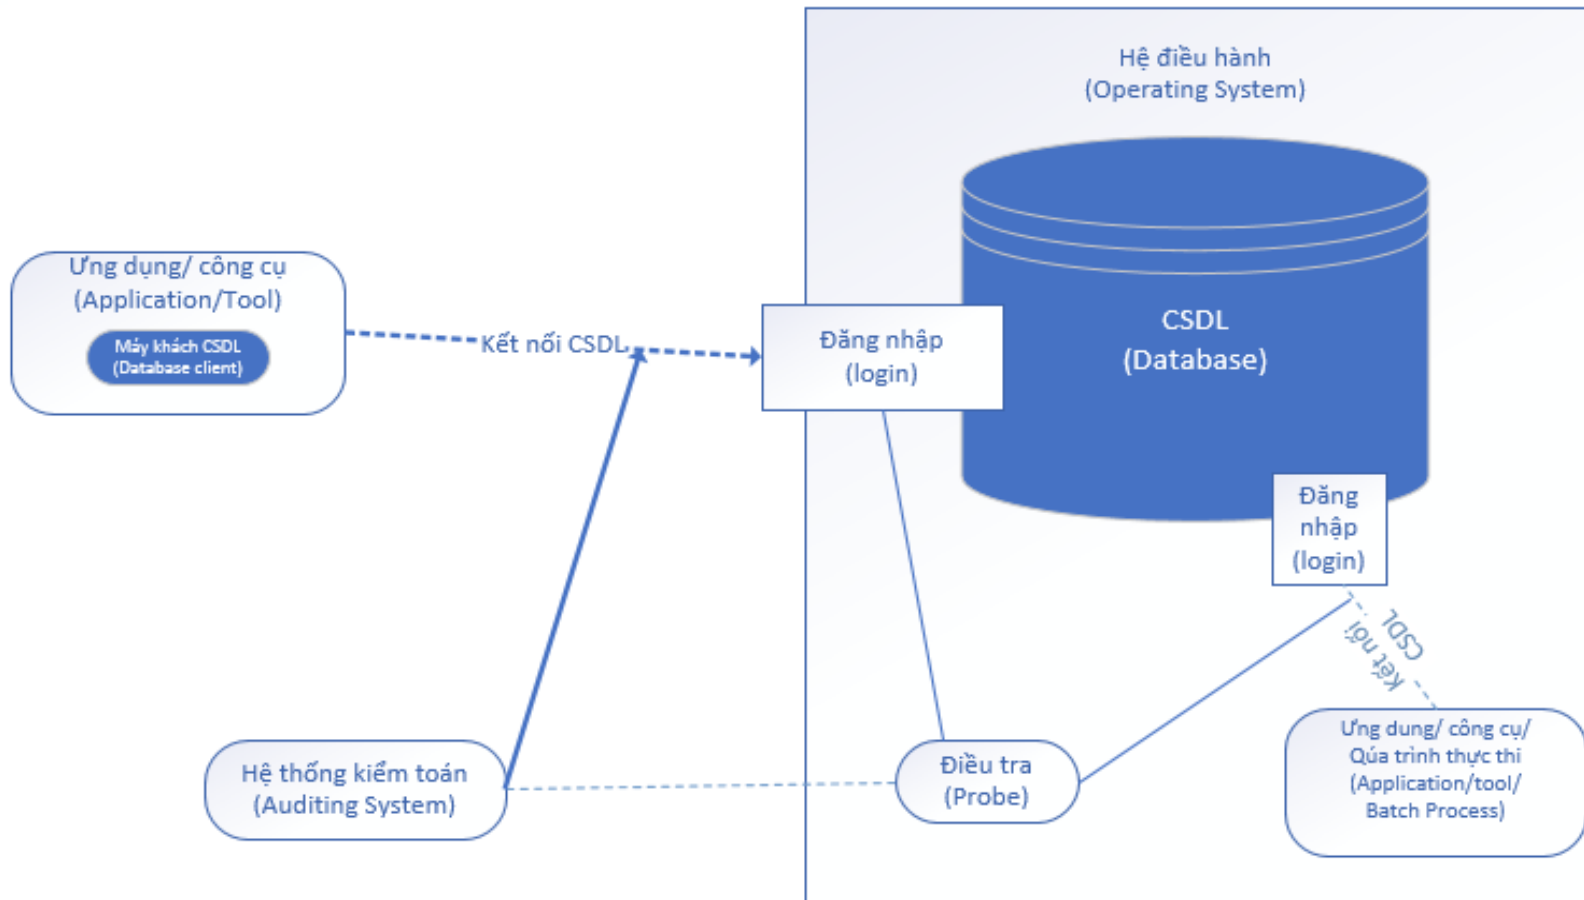 Hệ điều hành
(Operating System)
Ưng dụng/ công cụ
(Application/Tool)
Máy khách CSDL
(Database client)
Kết nối CSDL
Đăng nhập
(login)
CSDL
(Database)
Đăng
nhập
(login)
Kết nối
CSDL
Hệ thống kiểm toán
(Auditing System)
Điều tra
(Probe)
Ưng dung/ công cụ/
Qúa trình thực thi
(Application/tool/
Batch Process)